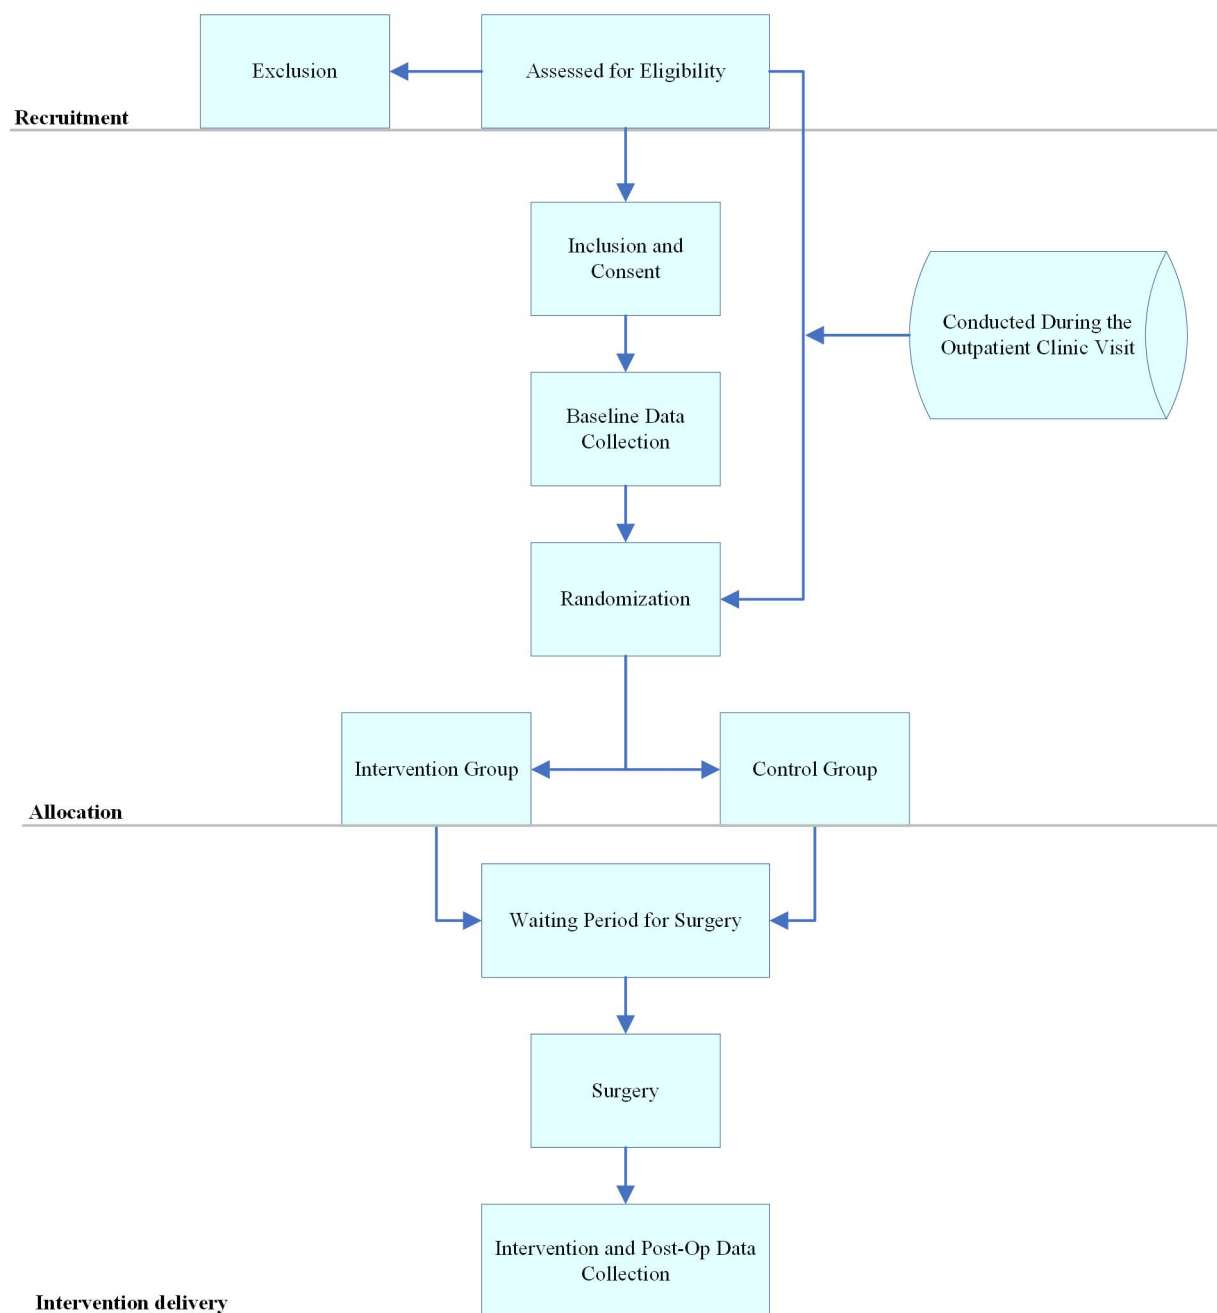 Exclusion
Assessed for Eligibility
Recruitment
Inclusion and
Consent
Conducted During the
Outpatient Clinic Visit
Baseline Data
Collection
Randomization
Intervention Group
Control Group
Allocation
Waiting Period for Surgery
Surgery
Intervention and Post-Op Data
Collection
Intervention delivery